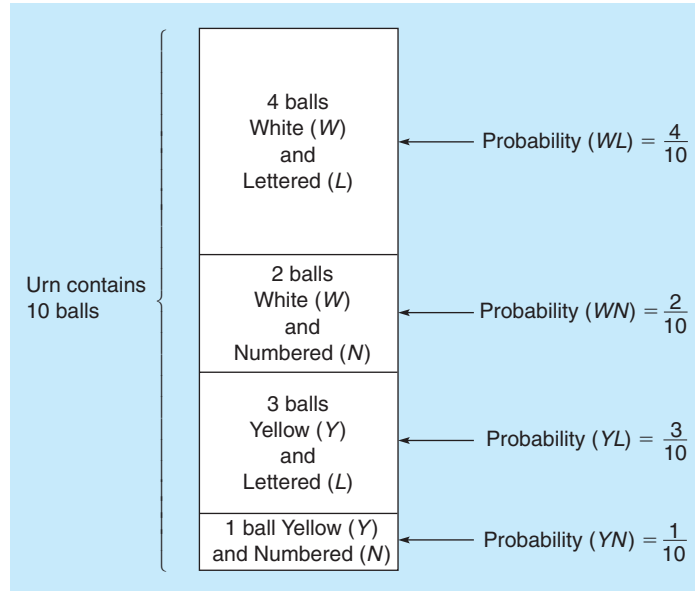 Urn contains
10 balls
4 balls
White (W)
and
Lettered (L)
Probability (WL) = 4/10
2 balls
White (W)
and
Numbered (N)
Probability (WN) = 2/10
3 balls
Yellow (Y)
and
Lettered (L)
Probability (YL) = 3/10
1 ball Yellow (Y)
and Numbered (N)
Probability (YN) = 1/10